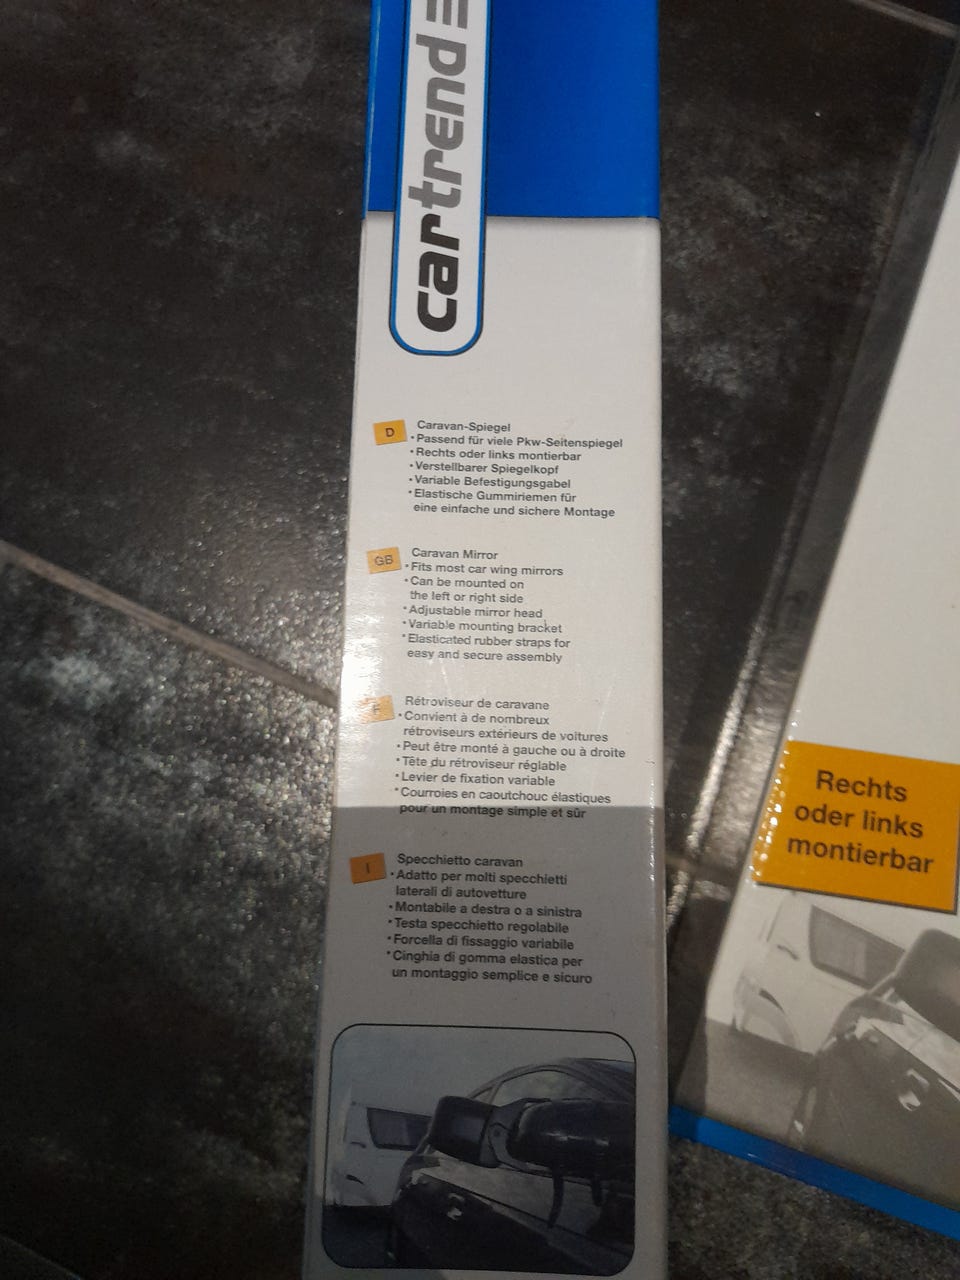 cartrend
D
Caravan-Spiegel
• Passend für viele Pkw-Seitenspiegel
• Rechts oder links montierbar
• Verstellbarer Spiegelkopf
• Variable Befestigungsgabel
• Elastische Gummiriemen für
eine einfache und sichere Montage
GB
Caravan Mirror
• Fits most car wing mirrors
• Can be mounted on
the left or right side
• Adjustable mirror head
• Variable mounting bracket
• Elasticated rubber straps for
easy and secure assembly
F
Rétroviseur de caravane
• Convient à de nombreux
rétroviseurs extérieurs de voitures
• Peut être monté à gauche ou à droite
• Tête du rétroviseur réglable
• Levier de fixation variable
• Courroies en caoutchouc élastiques
pour un montage simple et sûr
I
Specchietto caravan
• Adatto per molti specchietti
laterali di autovetture
• Montabile a destra o a sinistra
• Testa specchietto regolabile
• Forcella di fissaggio variabile
• Cinghia di gomma elastica per
un montaggio semplice e sicuro
Rechts
oder links
montierbar